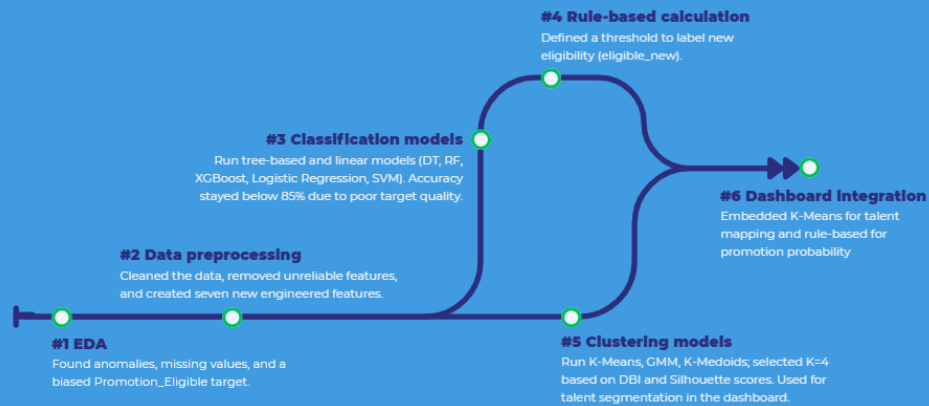 #1 EDA
Found anomalies, missing values, and a
biased Promotion_Eligible target.
#2 Data preprocessing
Cleaned the data, removed unreliable features,
and created seven new engineered features.
#3 Classification models
Run tree-based and linear models (DT, RF,
XGBoost, Logistic Regression, SVM). Accuracy
stayed below 85% due to poor target quality.
#4 Rule-based calculation
Defined a threshold to label new
eligibility (eligible_new).
#5 Clustering models
Run K-Means, GMM, K-Medoids; selected K=4
based on DBI and Silhouette scores. Used for
talent segmentation in the dashboard.
#6 Dashboard integration
Embedded K-Means for talent
mapping and rule-based for
promotion probability